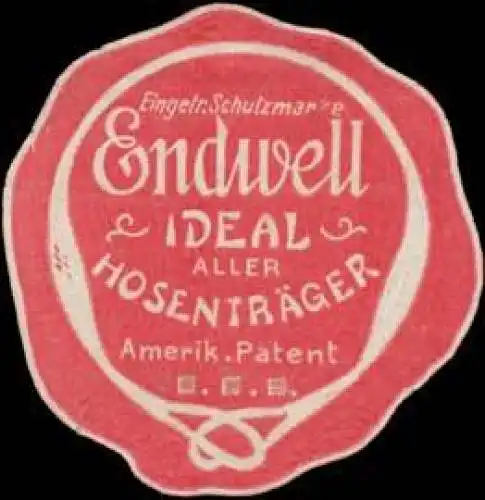 Eingetr. Schutzmarke
Endwell
IDEAL
ALLER
HOSENTRÄGER
Amerik. Patent